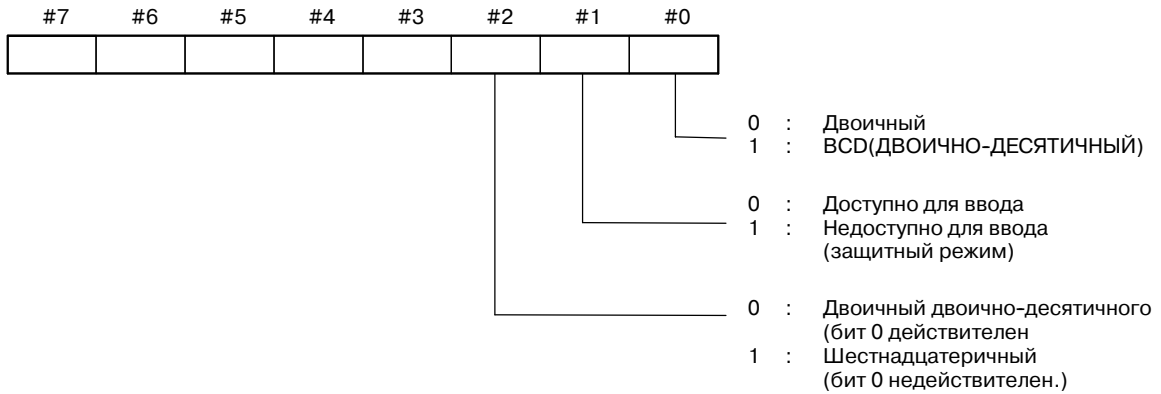 #7 #6 #5 #4 #3 #2 #1 #0
0 : Двоичный
1 : BCD(ДВОИЧНО-ДЕСЯТИЧНЫЙ)
0 : Доступно для ввода
1 : Недоступно для ввода
(защитный режим)
0 : Двоичный двоично-десятичного
(бит 0 действителен
1 : Шестнадцатеричный
(бит 0 недействителен.)